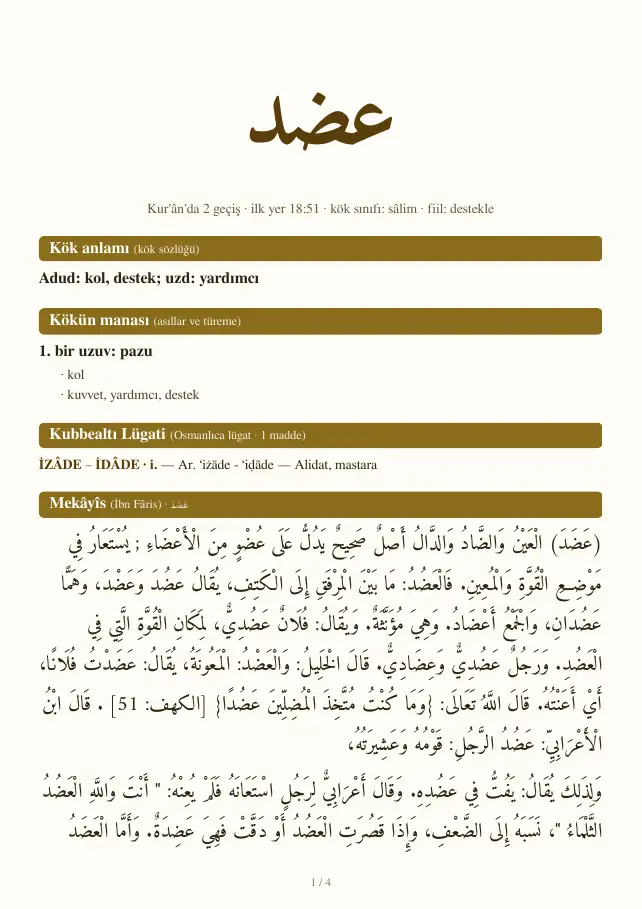 عضد
Kur'ân'da 2 geçiş · ilk yer 18:51 · kök sınıfı: sâlim · fiil: destekle
Kök anlamı (kök sözlüğü)
Adud: kol, destek; uzd: yardımcı
Kökün manası (asıllar ve türeme)
1. bir uzuv: pazu
· kol
· kuvvet, yardımcı, destek
Kubbealtı Lügati (Osmanlıca lügat · 1 madde)
İZÂDE – İDÂDE · i. — Ar. ‘iżāde - ‘iḍāde — Alidat, mastara
Mekâyîs (İbn Fâris) · عَضَدَ
(عَضَدَ) الْعَيْنُ وَالضَّادُ وَالدَّالُ أَصْلٌ صَحِيحٌ يَدُلُّ عَلَى عُضْوٍ مِنَ الْأَعْضَاءِ ; يُسْتَعَارُ فِي
مَوْضِعِ الْقُوَّةِ وَالْمُعِينِ. فَالْعَضُدُ: مَا بَيْنَ الْمِرْفَقِ إِلَى الْكَتِفِ، يُقَالُ عَضُدَ وَعَضْدَ، وَهَمَّا
عَضُدَانِ، وَالْجَمْعُ أَعْضَادُ. وَهِيَ مُؤَنَّثَةٌ. وَيُقَالُ: فُلَانٌ عَضُدِيٌّ، لِمَكَانِ الْقُوَّةِ الَّتِي فِي
الْعَضُدِ. وَرَجُلٌ عَضُدِيٌّ وَعِضَادِيٌّ. قَالَ الْخَلِيلُ: وَالْعَضْدُ: الْمَعُونَةُ، يُقَالُ: عَضَدْتُ فُلَانًا،
أَيْ أَعَنْتُهُ. قَالَ اللَّهُ تَعَالَى: {وَمَا كُنْتُ مُتَّخِذَ الْمُضِلِّينَ عَضُدًا} [الكهف: 51] . قَالَ ابْنُ
الْأَعْرَابِيِّ: عَضُدُ الرَّجُلِ: قَوْمُهُ وَعَشِيرَتُهُ،
وَلِذَلِكَ يُقَالُ: يَفُتُّ فِي عَضُدِهِ. وَقَالَ أَعْرَابِيٌّ لِرَجُلٍ اسْتَعَانَهُ فَلَمْ يُعِنْهُ: " أَنْتَ وَاللَّهِ الْعَضُدُ
الثَّلْمَاءُ "، نَسَبَهُ إِلَى الضَّعْفِ، وَإِذَا قَصُرَتِ الْعَضُدُ أَوْ دَقَّتْ فَهِيَ عَضِدَةٌ. وَأَمَّا الْعَضَدُ
1 / 4